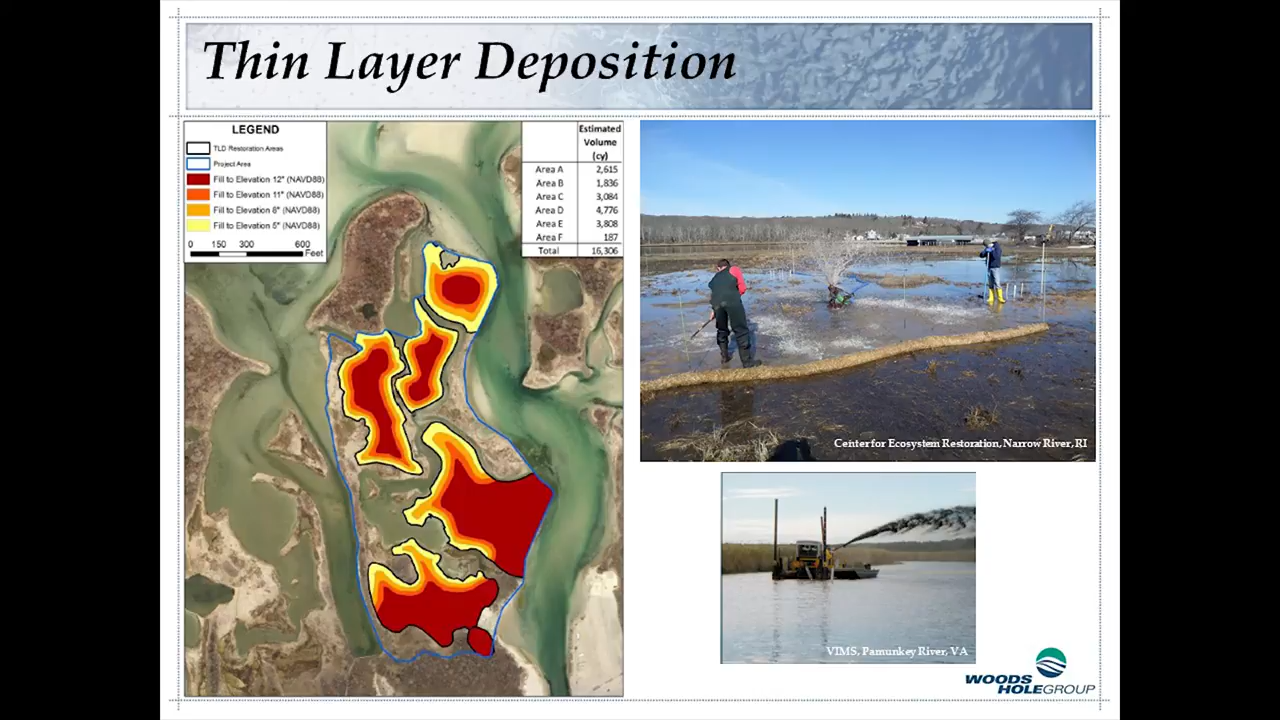 Thin Layer Deposition
LEGEND
TLD Restoration Areas
Project Area
Fill to Elevation 12" (NAVD88)
Fill to Elevation 11" (NAVD88)
Fill to Elevation 8" (NAVD88)
Fill to Elevation 5" (NAVD88)
0 150 300 600
Feet
Estimated
Volume
(cy)
Area A 2,615
Area B 1,836
Area C 3,084
Area D 4,776
Area E 3,808
Area F 187
Total 16,306
Center for Ecosystem Restoration, Narrow River, RI
VIMS, Pamunkey River, VA
WOODS
HOLEGROUP